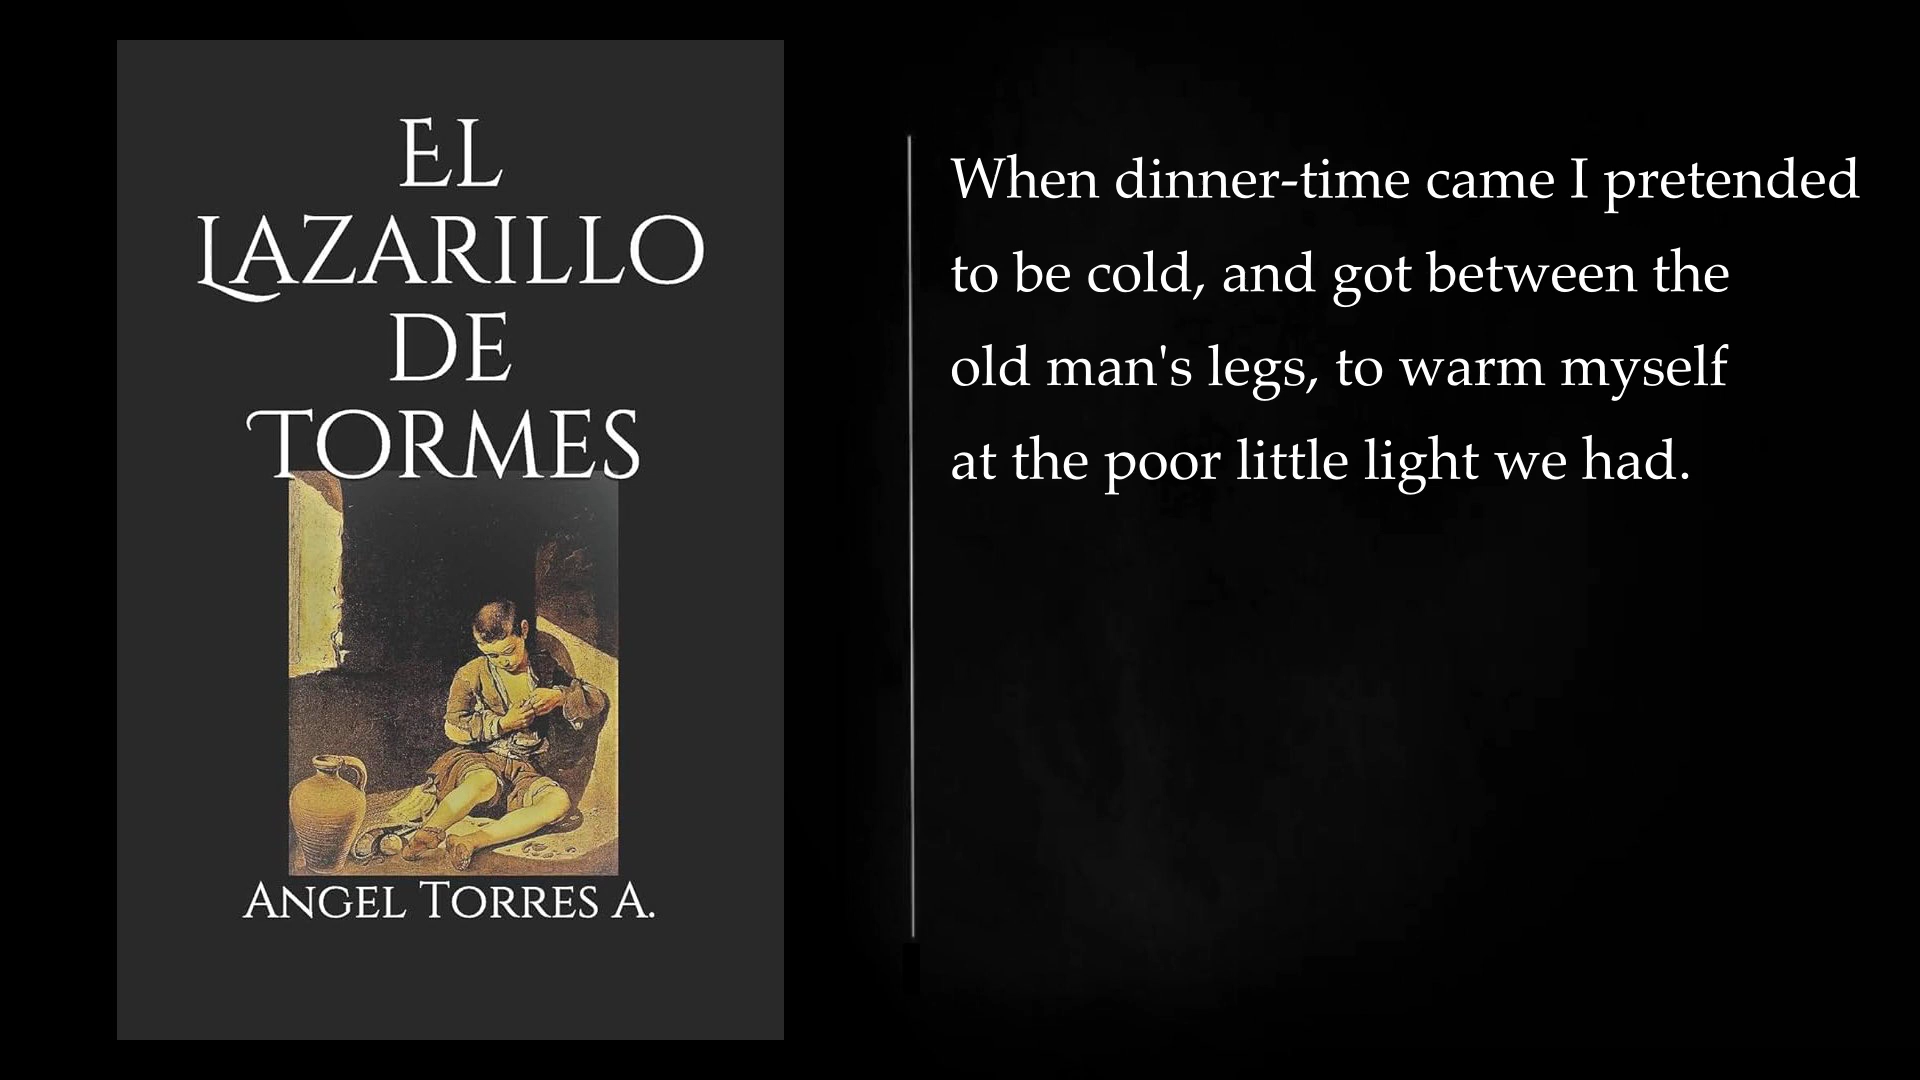 EL
LAZARILLO
DE
TORMES
ANGEL TORRES A.
When dinner-time came I pretended
to be cold, and got between the
old man's legs, to warm myself
at the poor little light we had.